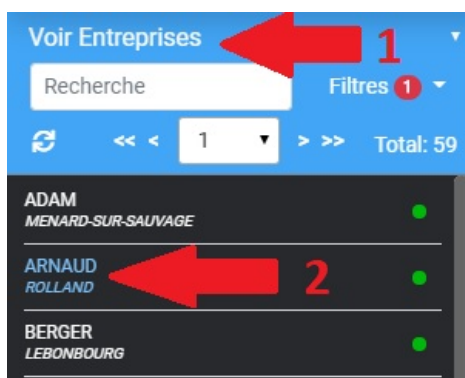 Voir Entreprises 1
Recherche Filtres 1
<< < 1 > >> Total: 59
ADAM
MENARD-SUR-SAUVAGE
ARNAUD
ROLLAND 2
BERGER
LEBONBOURG